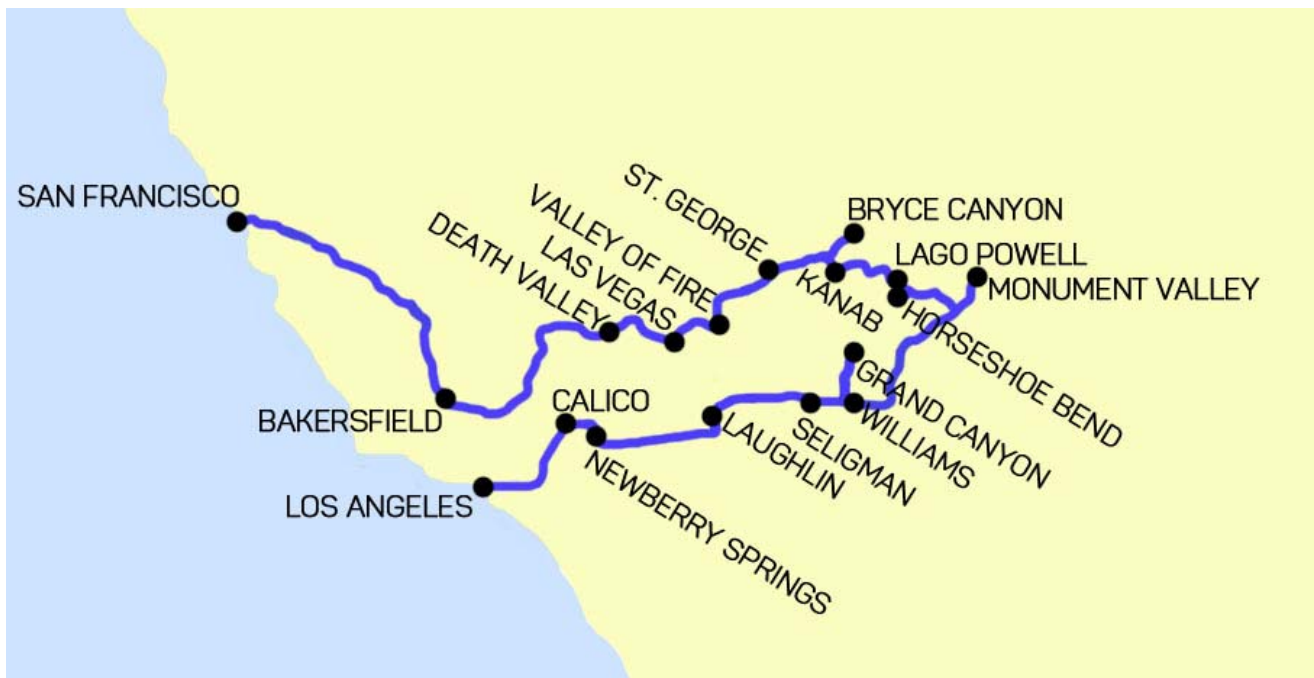 SAN FRANCISCO
BAKERSFIELD
DEATH VALLEY
LAS VEGAS
VALLEY OF FIRE
ST. GEORGE
BRYCE CANYON
KANAB
LAGO POWELL
HORSESHOE BEND
MONUMENT VALLEY
GRAND CANYON
WILLIAMS
SELIGMAN
LAUGHLIN
NEWBERRY SPRINGS
CALICO
LOS ANGELES